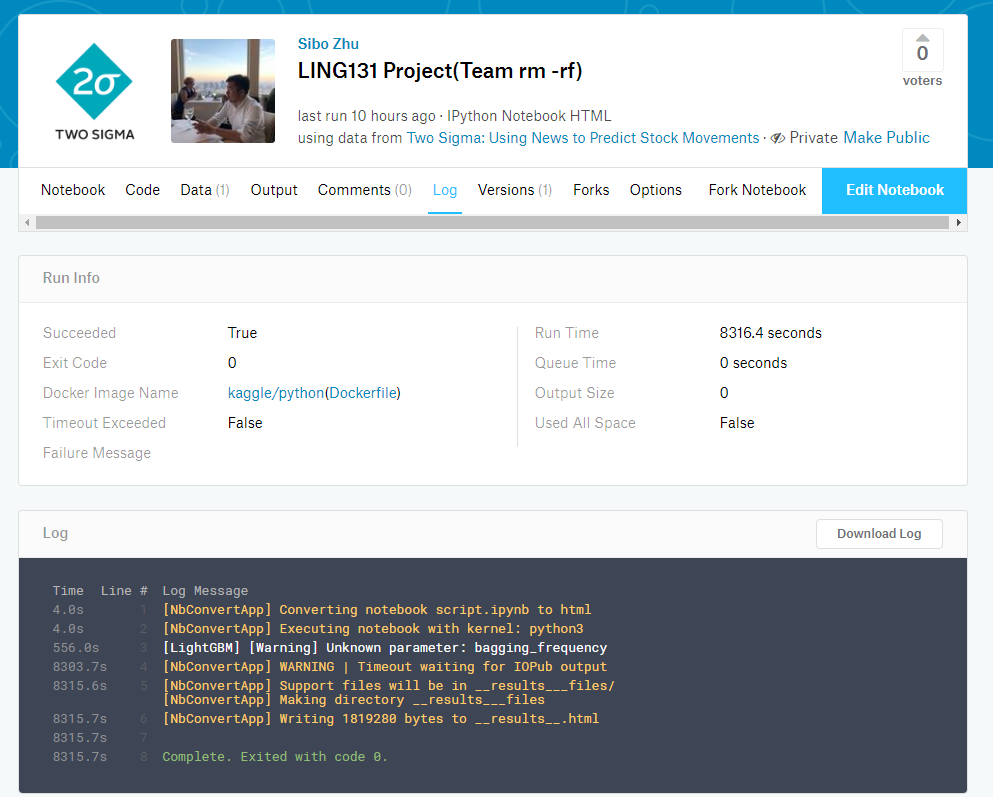 2σ
TWO SIGMA
Sibo Zhu
LING131 Project(Team rm -rf)
last run 10 hours ago · IPython Notebook HTML
using data from Two Sigma: Using News to Predict Stock Movements · Private Make Public
0
voters
Notebook Code Data (1) Output Comments (0) Log Versions (1) Forks Options Fork Notebook Edit Notebook
Run Info
Succeeded True
Exit Code 0
Docker Image Name kaggle/python(Dockerfile)
Timeout Exceeded False
Failure Message
Run Time 8316.4 seconds
Queue Time 0 seconds
Output Size 0
Used All Space False
Log
Download Log
Time Line # Log Message
4.0s 1 [NbConvertApp] Converting notebook script.ipynb to html
4.0s 2 [NbConvertApp] Executing notebook with kernel: python3
556.0s 3 [LightGBM] [Warning] Unknown parameter: bagging_frequency
8303.7s 4 [NbConvertApp] WARNING | Timeout waiting for IOPub output
8315.6s 5 [NbConvertApp] Support files will be in __results___files/
[NbConvertApp] Making directory __results___files
8315.7s 6 [NbConvertApp] Writing 1819280 bytes to __results__.html
8315.7s 7
8315.7s 8 Complete. Exited with code 0.